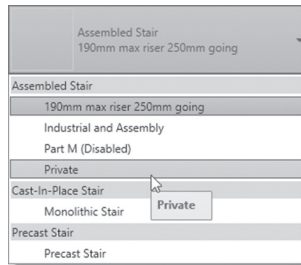 Assembled Stair
190mm max riser 250mm going
Assembled Stair
190mm max riser 250mm going
Industrial and Assembly
Part M (Disabled)
Private
Cast-In-Place Stair
Private
Monolithic Stair
Precast Stair
Precast Stair